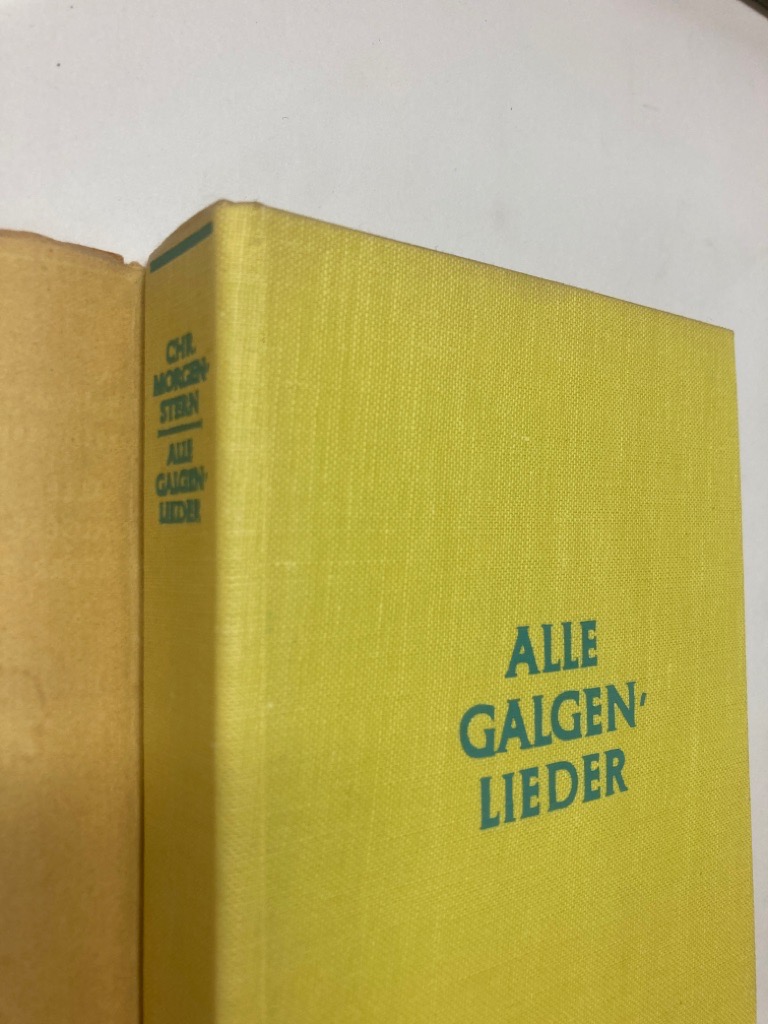 CHR.
MORGEN-
STERN
ALLE
GALGEN-
LIEDER
ALLE
GALGEN-
LIEDER